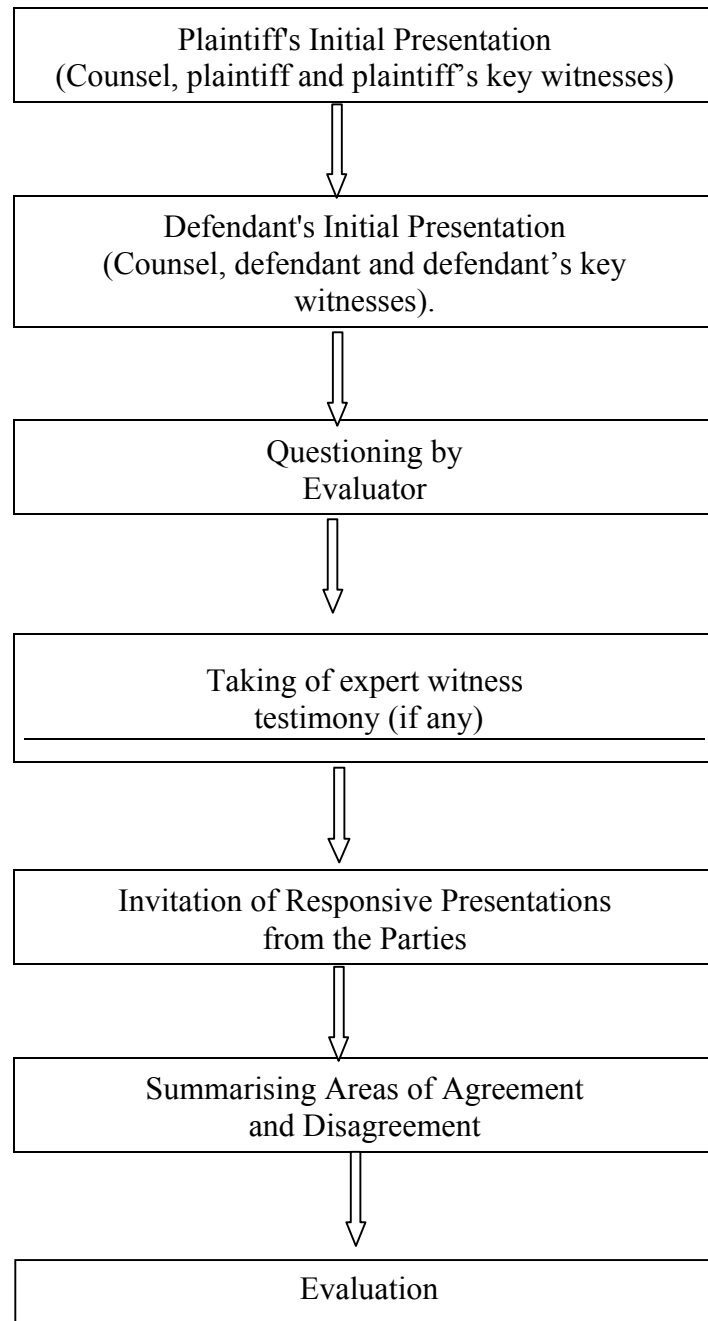 Plaintiff's Initial Presentation
(Counsel, plaintiff and plaintiff’s key witnesses)
Defendant's Initial Presentation
(Counsel, defendant and defendant’s key
witnesses).
Questioning by
Evaluator
Taking of expert witness
testimony (if any)
Invitation of Responsive Presentations
from the Parties
Summarising Areas of Agreement
and Disagreement
Evaluation